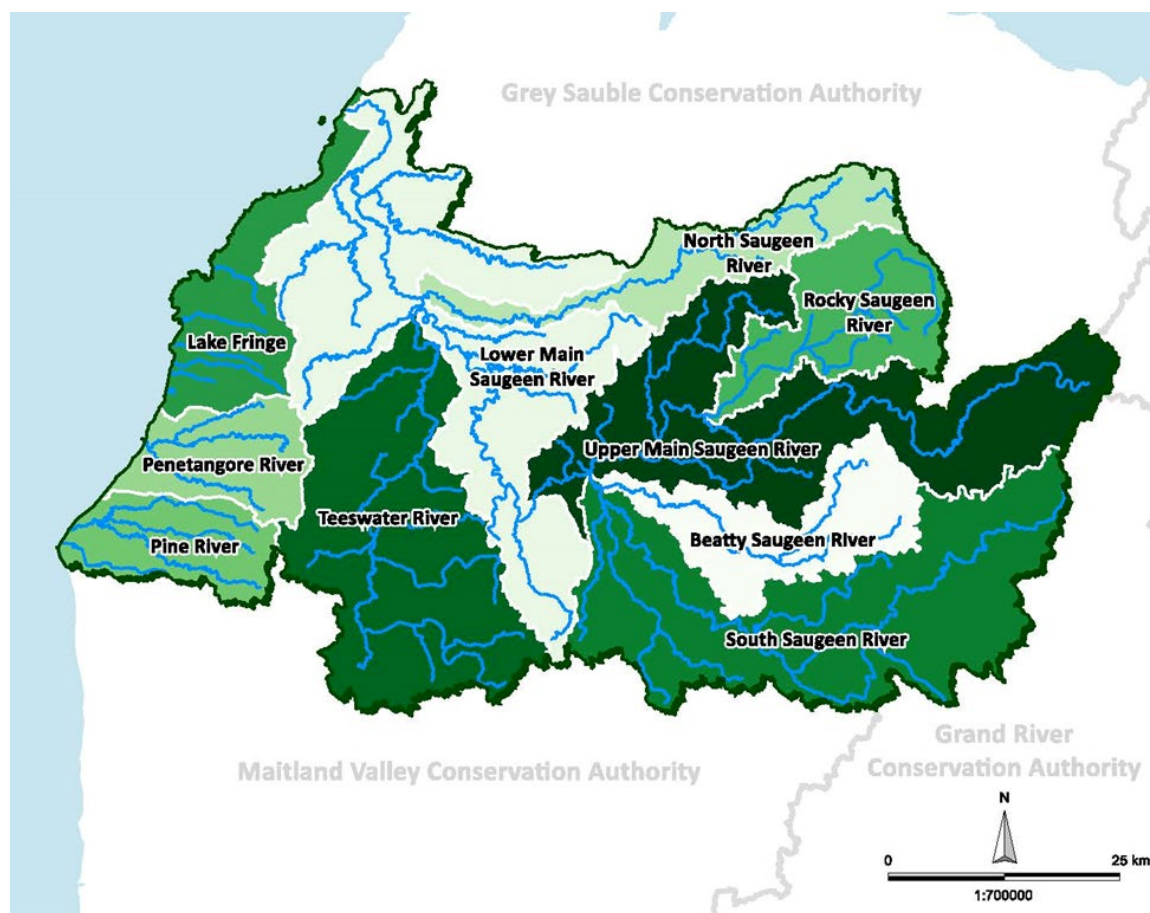 Grey Sauble Conservation Authority
North Saugeen
River
Rocky Saugeen
River
Lake Fringe
Lower Main
Saugeen River
Upper Main Saugeen River
Penetangore River
Teeswater River
Pine River
Beatty Saugeen River
South Saugeen River
Maitland Valley Conservation Authority
Grand River
Conservation Authority
N
0
25 km
1:700000